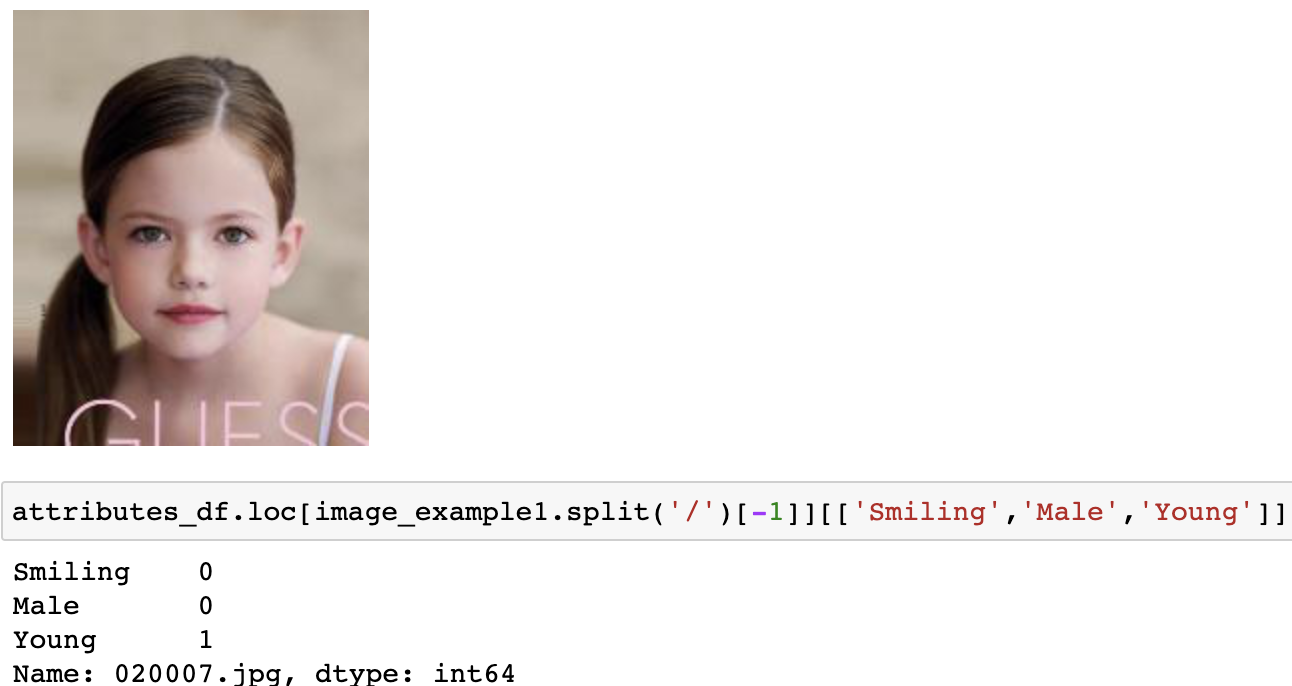 GUESS
attributes_df.loc[image_example1.split('/')[-1]][['Smiling','Male','Young']]
Smiling 0
Male 0
Young 1
Name: 020007.jpg, dtype: int64